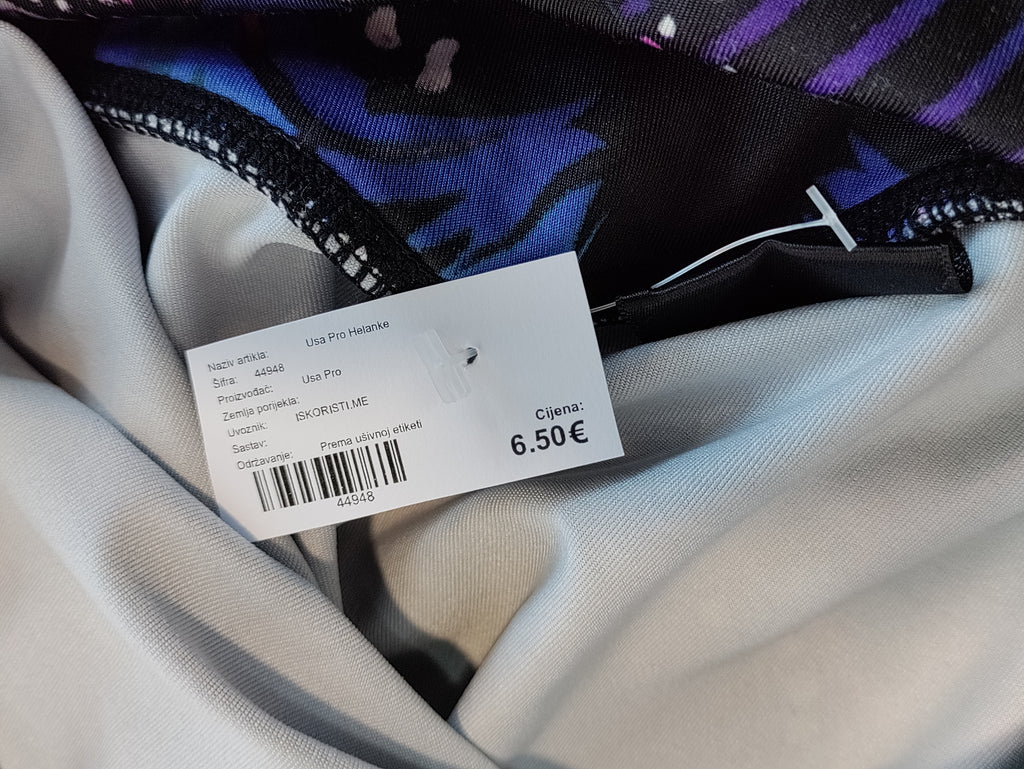 Naziv artikla: Usa Pro Helanke
Šifra: 44948
Proizvođač: Usa Pro
Zemlja porijekla:
Uvoznik: ISKORISTI.ME
Sastav:
Održavanje: Prema ušivnoj etiketi
44948
Cijena:
6.50€